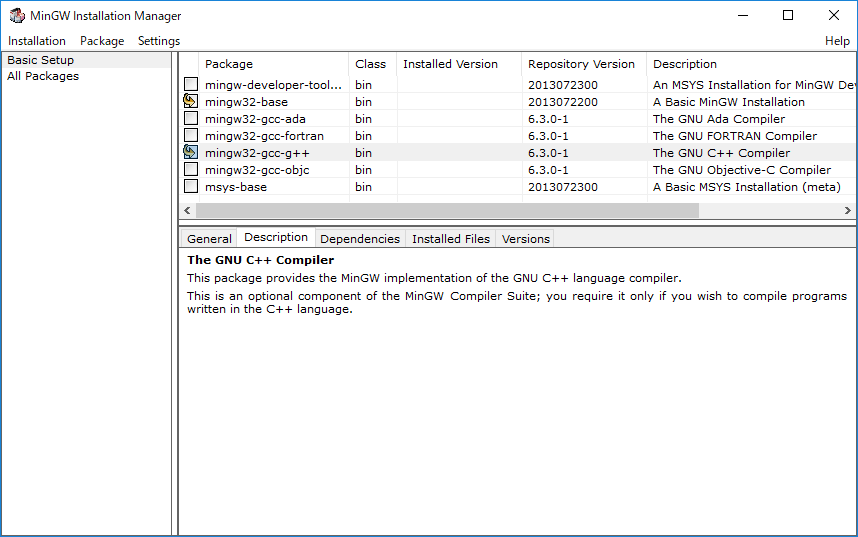 MinGW Installation Manager
Installation Package Settings Help
Basic Setup
All Packages
Package Class Installed Version Repository Version Description
mingw-developer-tool... bin 2013072300 An MSYS Installation for MinGW Dev
mingw32-base bin 2013072200 A Basic MinGW Installation
mingw32-gcc-ada bin 6.3.0-1 The GNU Ada Compiler
mingw32-gcc-fortran bin 6.3.0-1 The GNU FORTRAN Compiler
mingw32-gcc-g++ bin 6.3.0-1 The GNU C++ Compiler
mingw32-gcc-objc bin 6.3.0-1 The GNU Objective-C Compiler
msys-base bin 2013072300 A Basic MSYS Installation (meta)
General Description Dependencies Installed Files Versions
The GNU C++ Compiler
This package provides the MinGW implementation of the GNU C++ language compiler.
This is an optional component of the MinGW Compiler Suite; you require it only if you wish to compile programs
written in the C++ language.